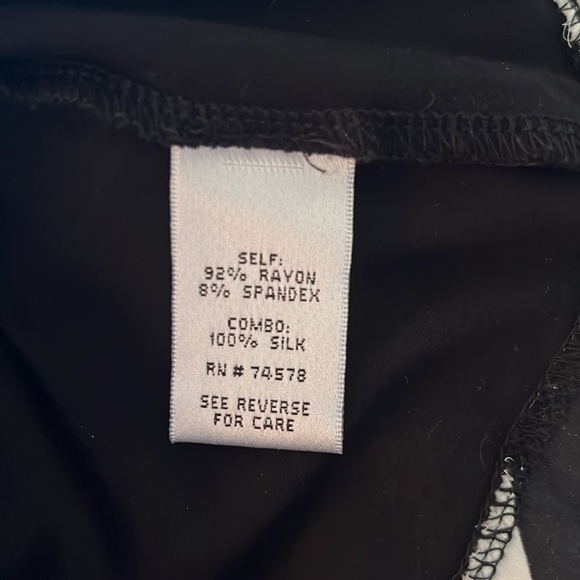 SELF:
92% RAYON
8% SPANDEX
COMBO:
100% SILK
RN # 74578
SEE REVERSE
FOR CARE